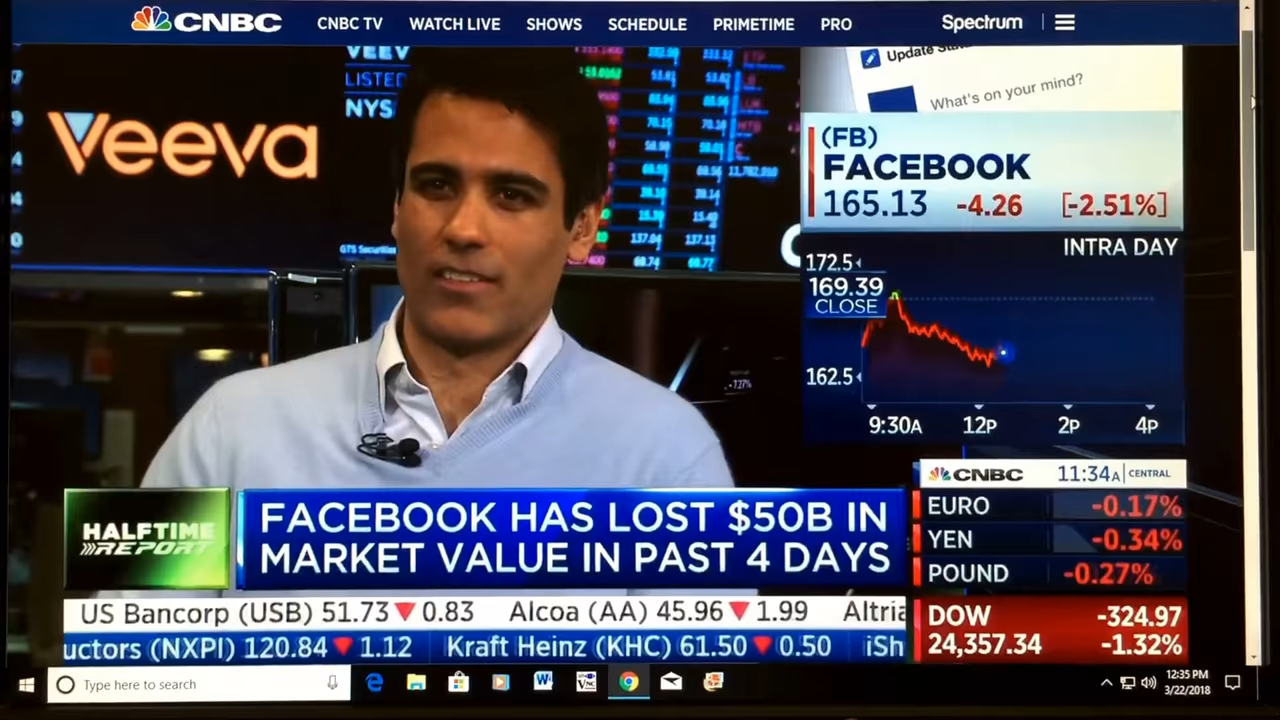 CNBC
CNBC TV
WATCH LIVE
SHOWS
SCHEDULE
PRIMETIME
PRO
Spectrum
VEEV
LISTED
NYS
Veeva
GTS Securities
Update
What's on your mind?
(FB)
FACEBOOK
165.13 -4.26 [-2.51%]
INTRA DAY
172.5
169.39
CLOSE
162.5
9:30A 12P 2P 4P
CNBC 11:34A CENTRAL
EURO -0.17%
YEN -0.34%
POUND -0.27%
DOW -324.97
24,357.34 -1.32%
HALFTIME
REPORT
FACEBOOK HAS LOST $50B IN
MARKET VALUE IN PAST 4 DAYS
US Bancorp (USB) 51.73 ▼ 0.83 Alcoa (AA) 45.96 ▼ 1.99 Altria
uctors (NXPI) 120.84 ▼ 1.12 Kraft Heinz (KHC) 61.50 ▼ 0.50 iSh
Type here to search
12:35 PM
3/22/2018